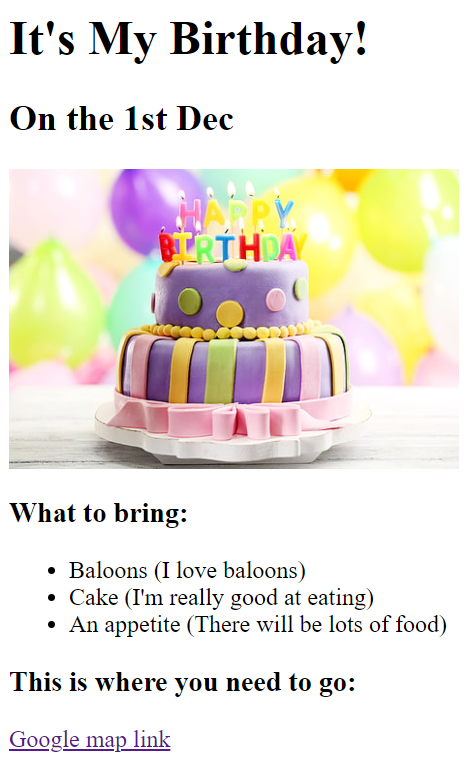 It's My Birthday!
On the 1st Dec
HAPPY
BIRTHDAY
What to bring:
Baloons (I love baloons)
Cake (I'm really good at eating)
An appetite (There will be lots of food)
This is where you need to go:
Google map link